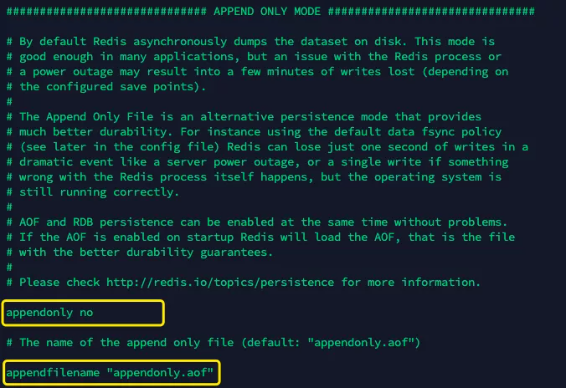 ############################## APPEND ONLY MODE ###############################
# By default Redis asynchronously dumps the dataset on disk. This mode is
# good enough in many applications, but an issue with the Redis process or
# a power outage may result into a few minutes of writes lost (depending on
# the configured save points).
#
# The Append Only File is an alternative persistence mode that provides
# much better durability. For instance using the default data fsync policy
# (see later in the config file) Redis can lose just one second of writes in a
# dramatic event like a server power outage, or a single write if something
# wrong with the Redis process itself happens, but the operating system is
# still running correctly.
#
# AOF and RDB persistence can be enabled at the same time without problems.
# If the AOF is enabled on startup Redis will load the AOF, that is the file
# with the better durability guarantees.
#
# Please check http://redis.io/topics/persistence for more information.
appendonly no
# The name of the append only file (default: "appendonly.aof")
appendfilename "appendonly.aof"